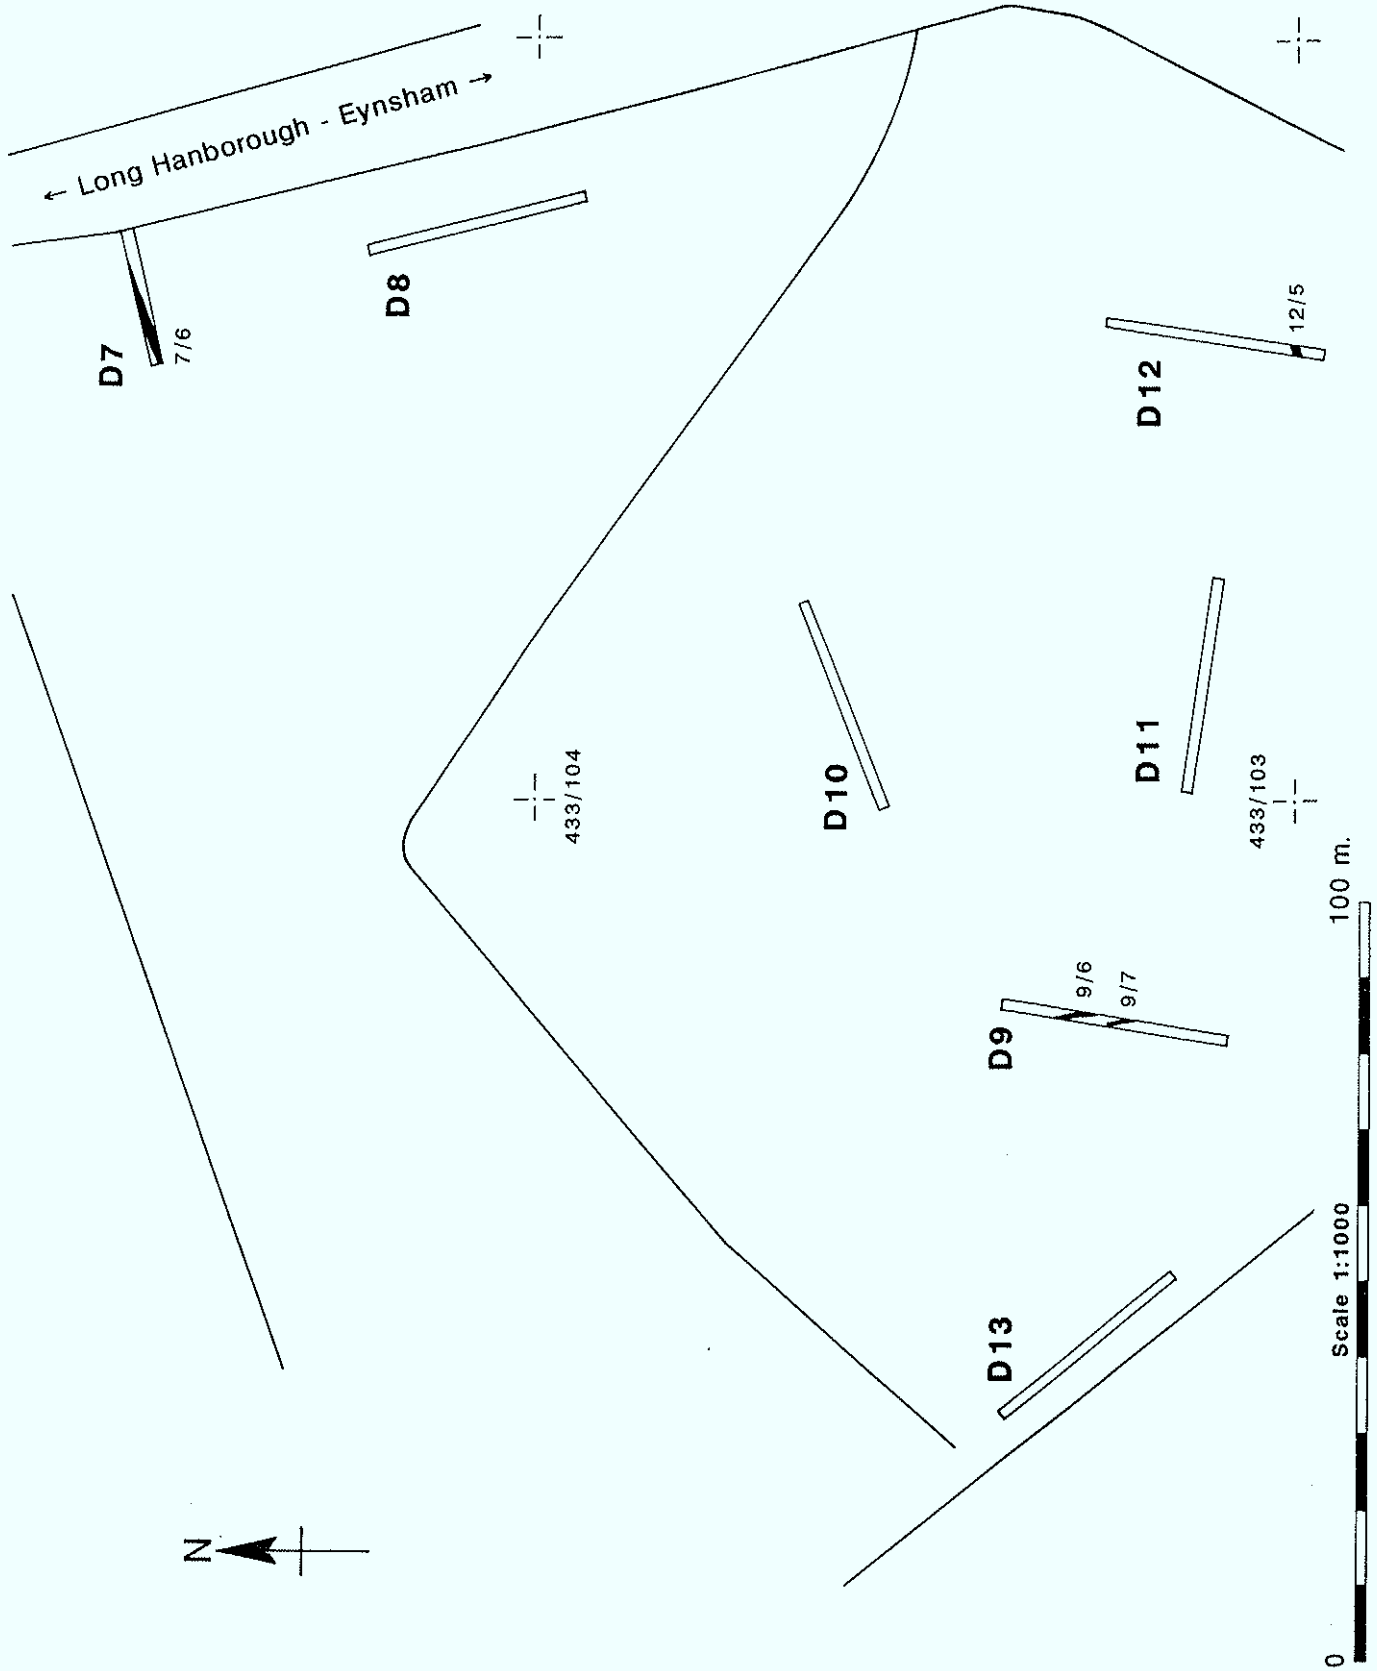 ← Long Hanborough - Eynsham →
D7
7/6
D8
433/104
D10
D12
12/5
D11
433/103
D9
9/6
9/7
D13
N
0
Scale 1:1000
100 m.